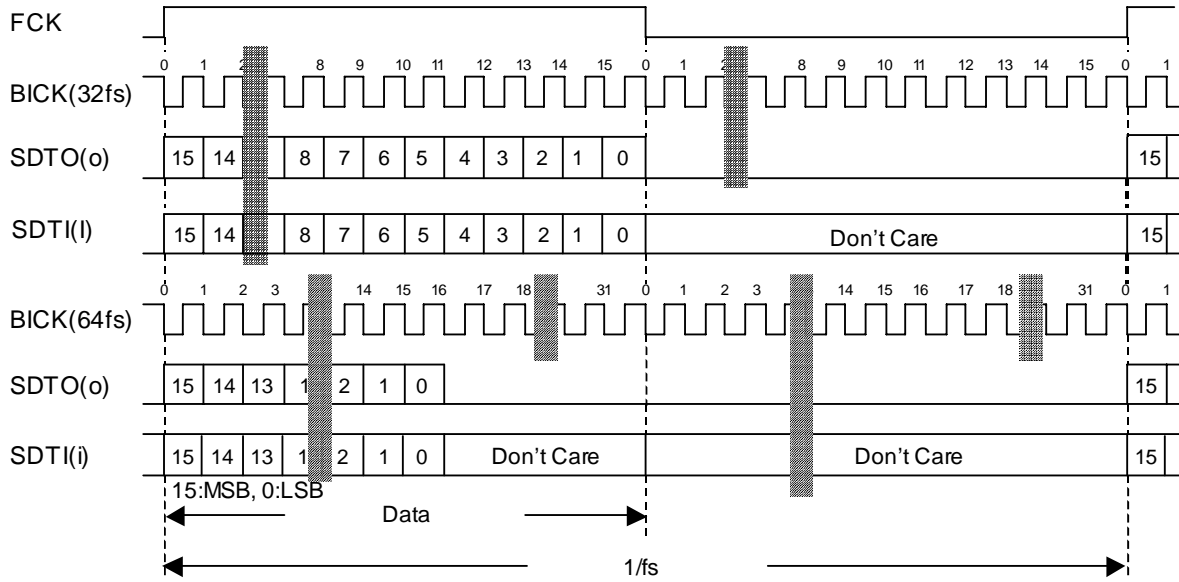 FCK
0 1 2 8 9 10 11 12 13 14 15 0 1 2 8 9 10 11 12 13 14 15 0 1
BICK(32fs)
SDTO(o) 15 14 8 7 6 5 4 3 2 1 0 15
SDTI(I) 15 14 8 7 6 5 4 3 2 1 0 Don't Care 15
0 1 2 3 14 15 16 17 18 31 0 1 2 3 14 15 16 17 18 31 0 1
BICK(64fs)
SDTO(o) 15 14 13 1 2 1 0 15
SDTI(i) 15 14 13 1 2 1 0 Don't Care Don't Care 15
15:MSB, 0:LSB
Data
1/fs